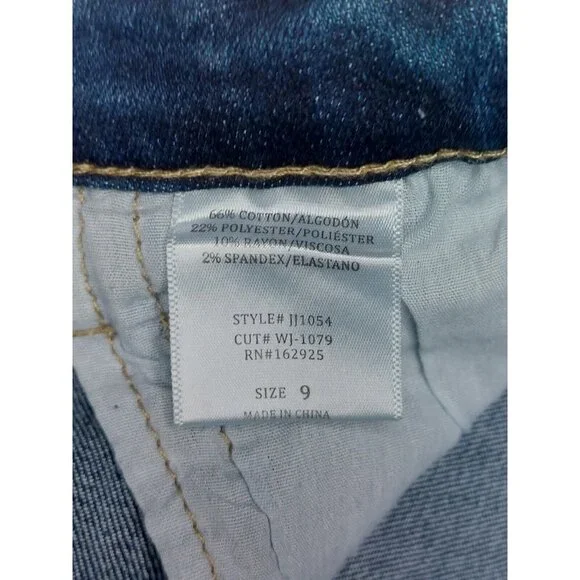 66% COTTON/ALGODÓN
22% POLYESTER/POLIÉSTER
10% RAYON/VISCOSA
2% SPANDEX/ELASTANO
STYLE# JJ1054
CUT# WJ-1079
RN#162925
SIZE 9
MADE IN CHINA